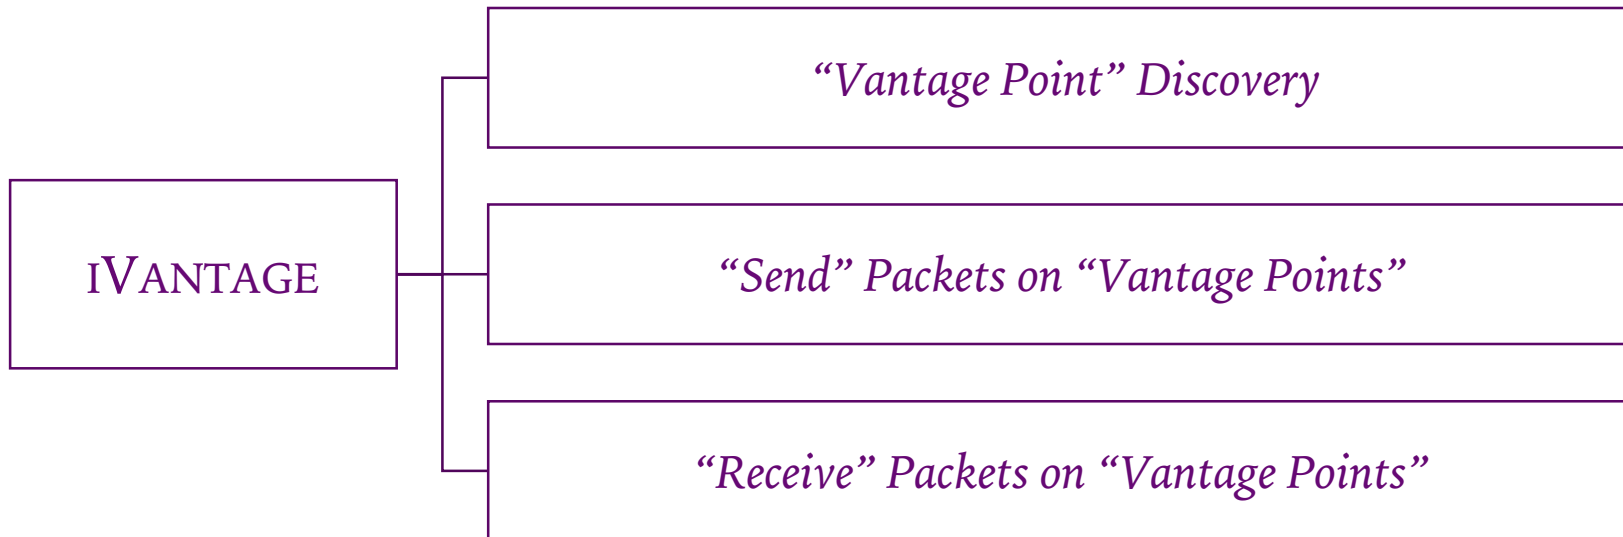 “Vantage Point” Discovery
iVANTAGE
“Send” Packets on “Vantage Points”
“Receive” Packets on “Vantage Points”